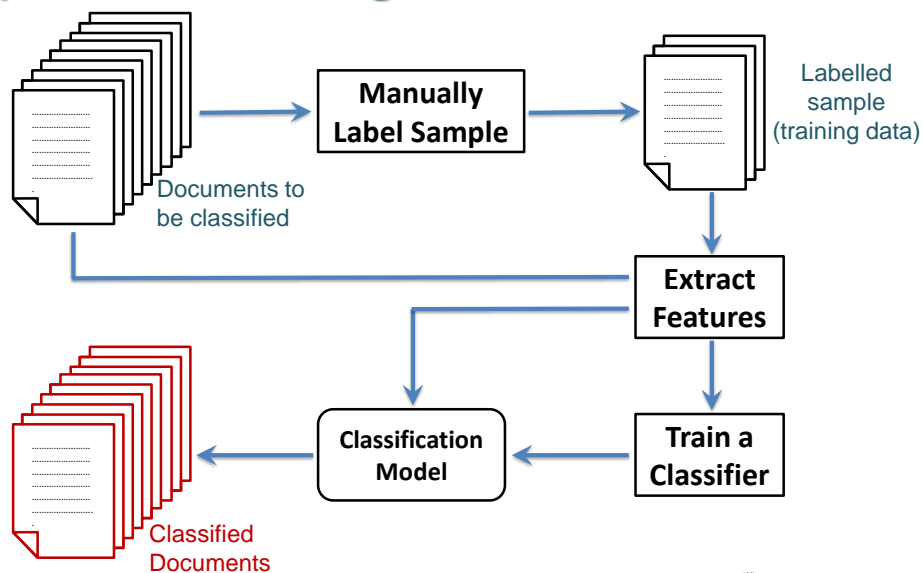 Manually
Label Sample
Labelled
sample
(training data)
Documents to
be classified
Extract
Features
Classification
Model
Train a
Classifier
Classified
Documents